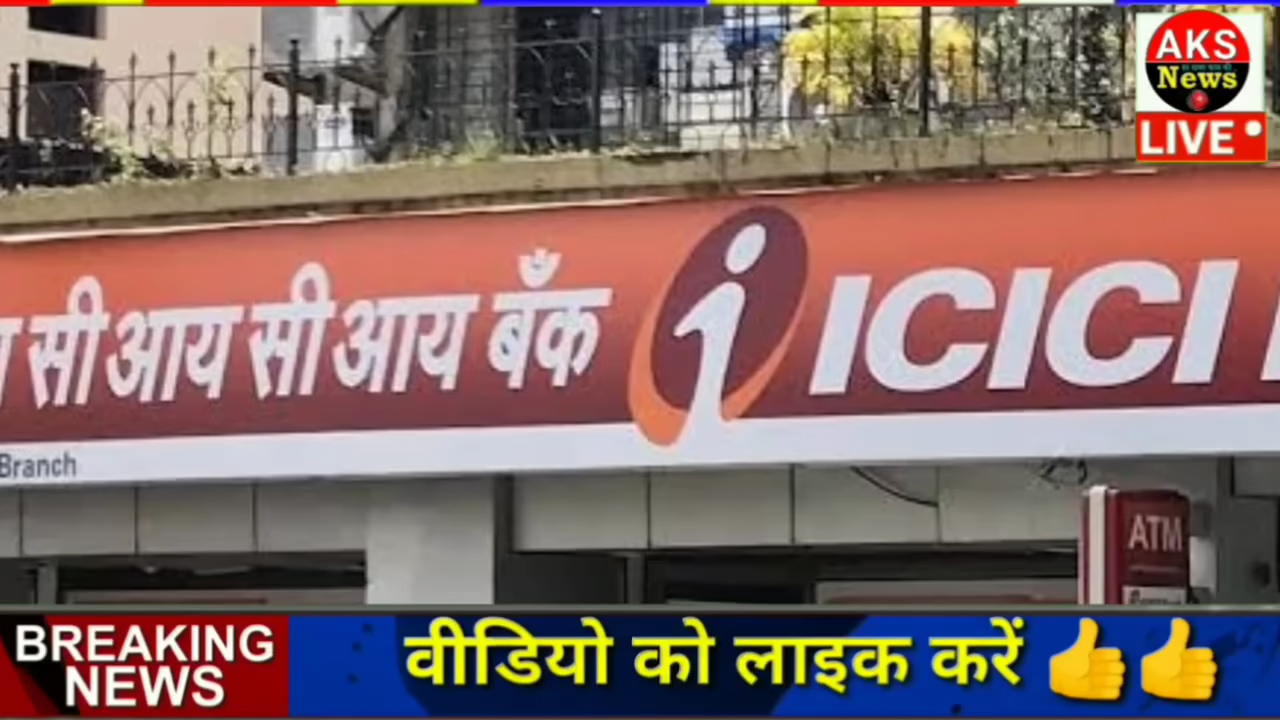 AKS
News
LIVE
सी आय सी आय बँक
ICICI
Branch
ATM
BREAKING
NEWS
वीडियो को लाइक करें 👍👍